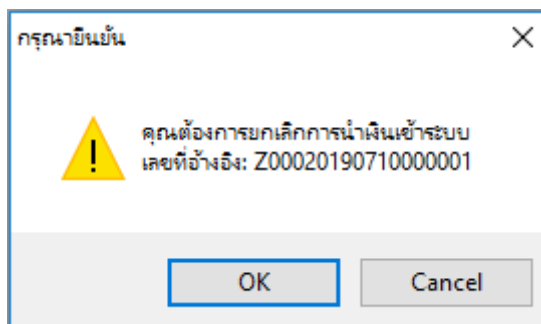 กรุณายืนยัน
คุณต้องการยกเลิกการนำเงินเข้าระบบ
เลขที่อ้างอิง: Z00020190710000001
OK
Cancel